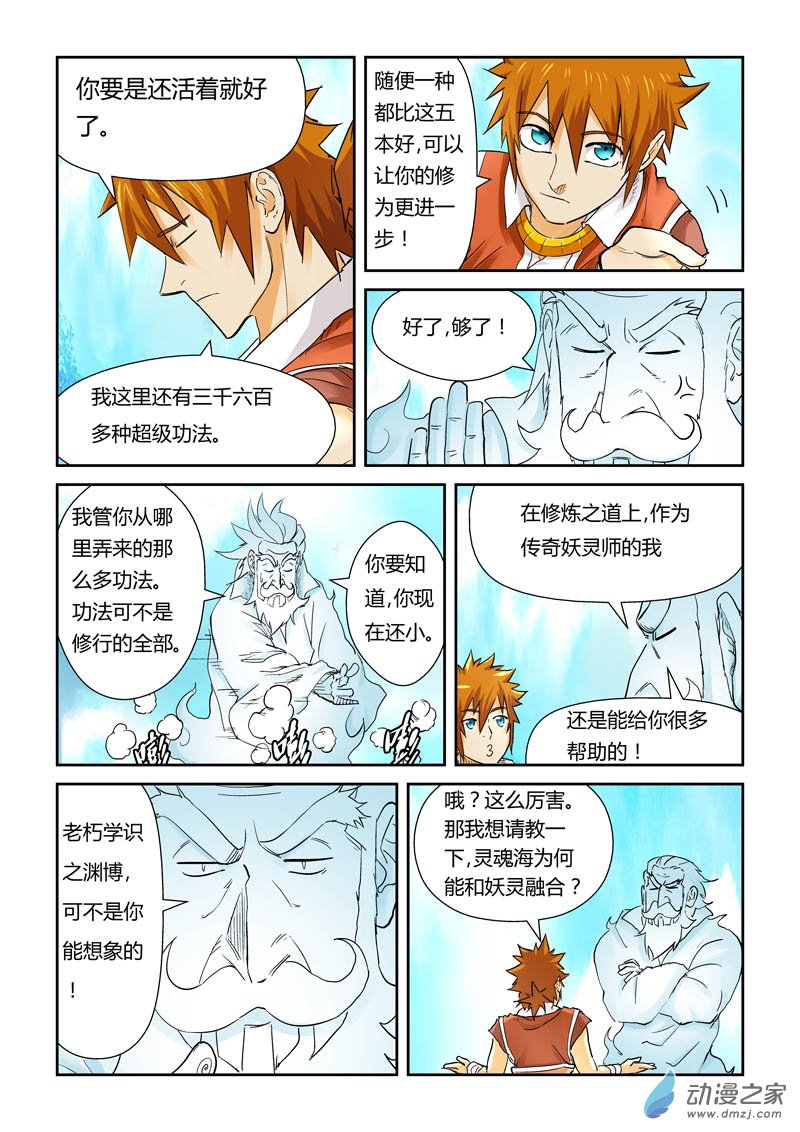 你要是还活着就好
了。
我这里还有三千六百
多种超级功法。
随便一种
都比这五
本好，可以
让你的修
为更进一
步！
好了，够了！
我管你从哪
里弄来的那
么多功法。
功法可不是
修行的全部。
你要知
道，你现
在还小。
嘭
嘭
嘭
在修炼之道上，作为
传奇妖灵师的我
还是能给你很多
帮助的！
老朽学识
之渊博，
可不是你
能想象的
！
哦？这么厉害。
那我想请教一
下，灵魂海为何
能和妖灵融合？
动漫之家
www.dmzj.com